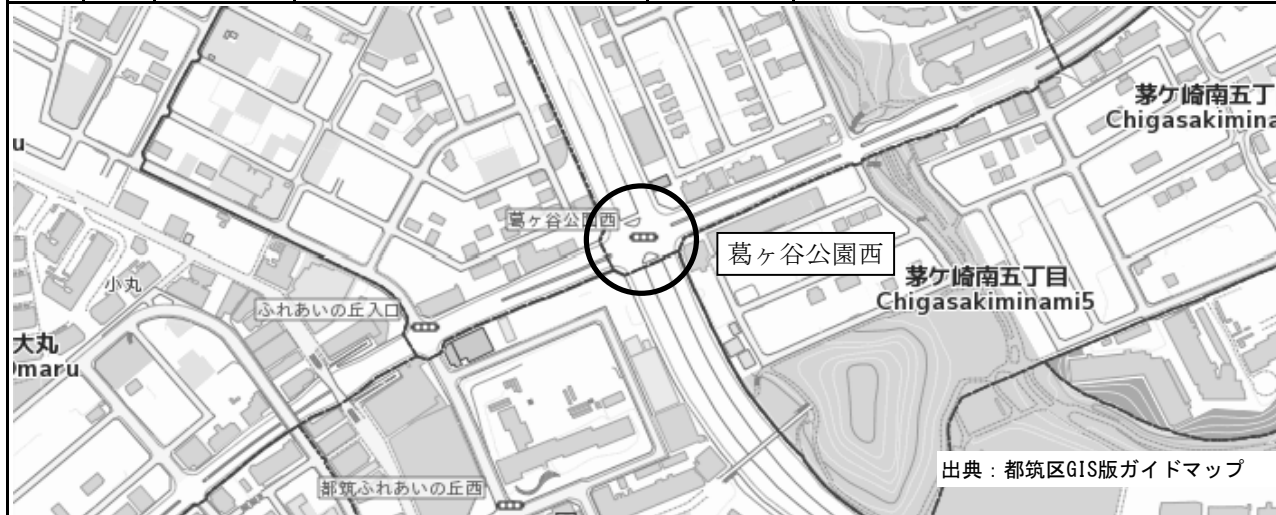 茅ケ崎南五丁
Chigasakimina
u
葛ヶ谷公園西
葛ヶ谷公園西
茅ケ崎南五丁目
Chigasakiminami5
小丸
ふれあいの丘入口
大丸
Omaru
都筑ふれあいの丘西
出典：都筑区GIS版ガイドマップ